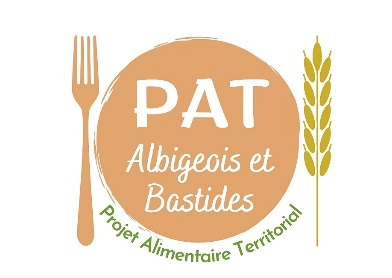 PAT
Albigeois et
Bastides
Projet Alimentaire Territorial